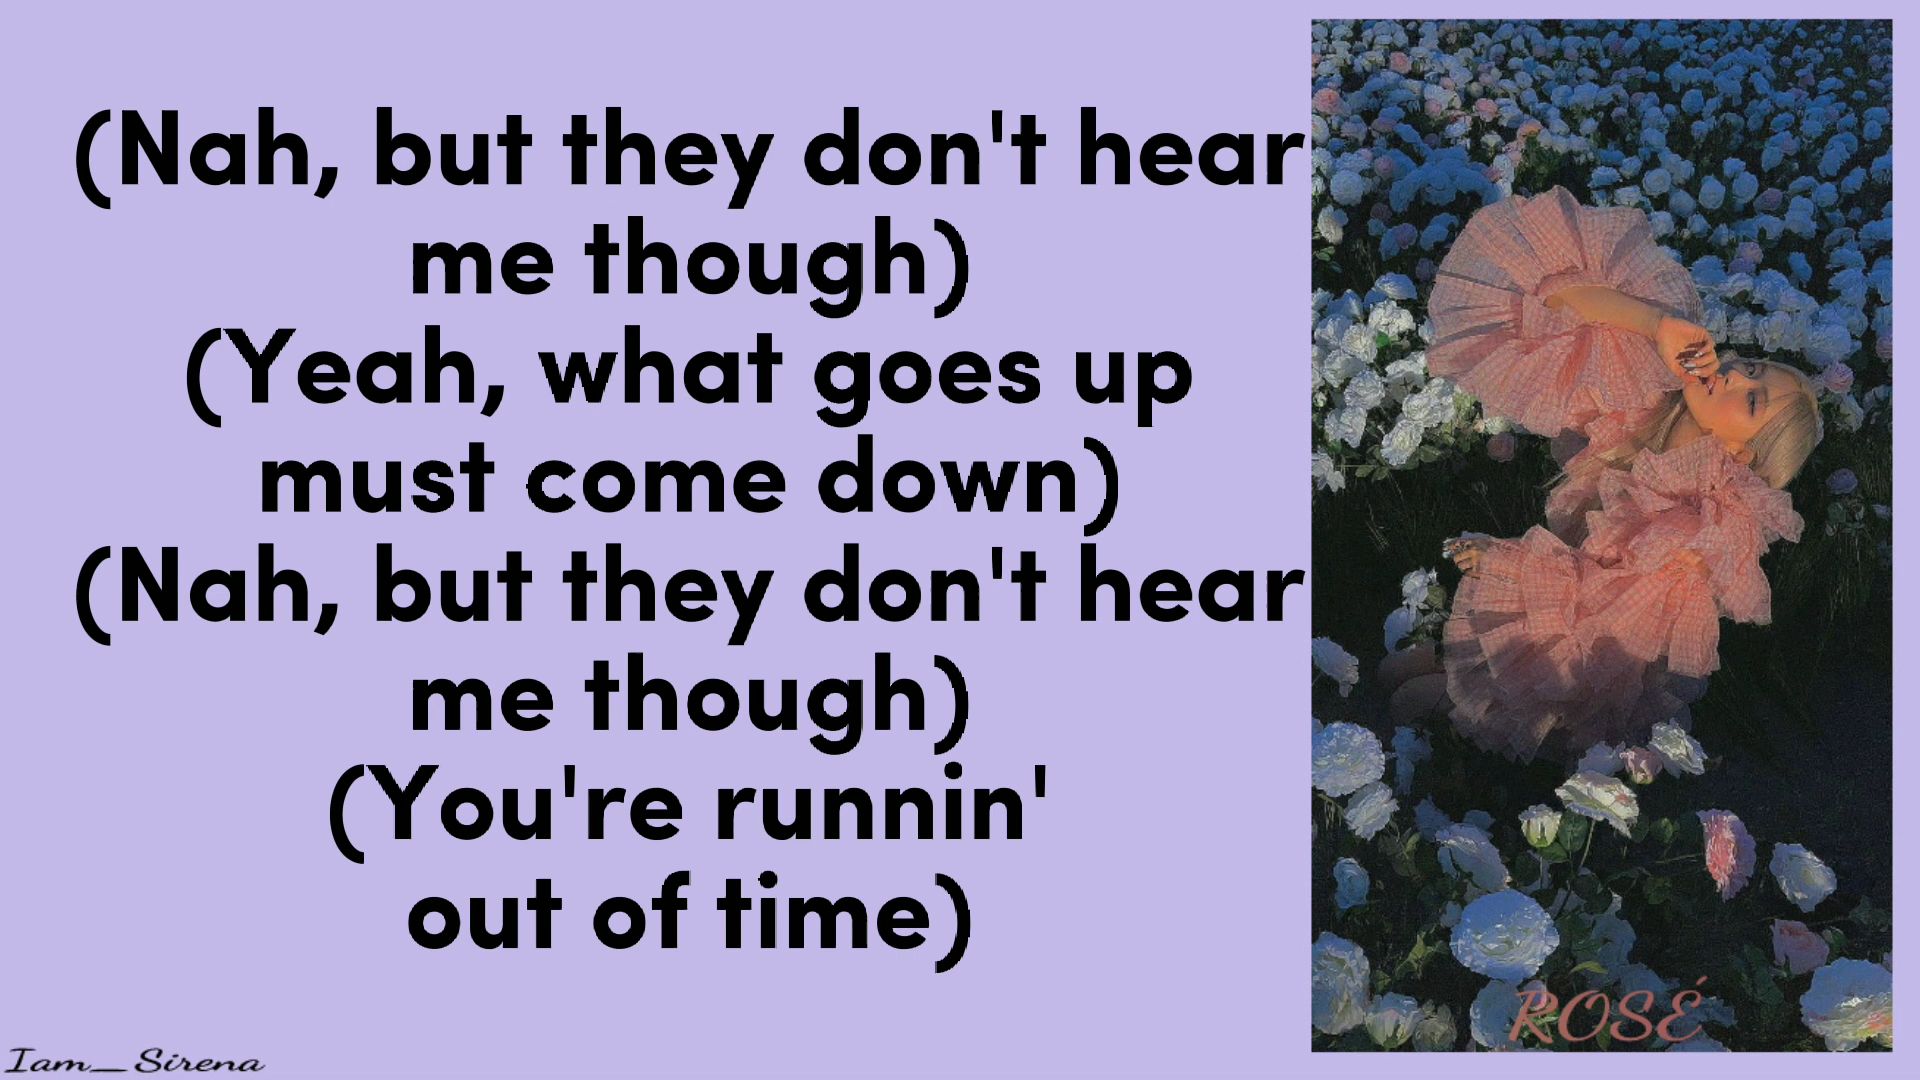 (Nah, but they don't hear
me though)
(Yeah, what goes up
must come down)
(Nah, but they don't hear
me though)
(You're runnin'
out of time)
ROSÉ
Iam_Sirena